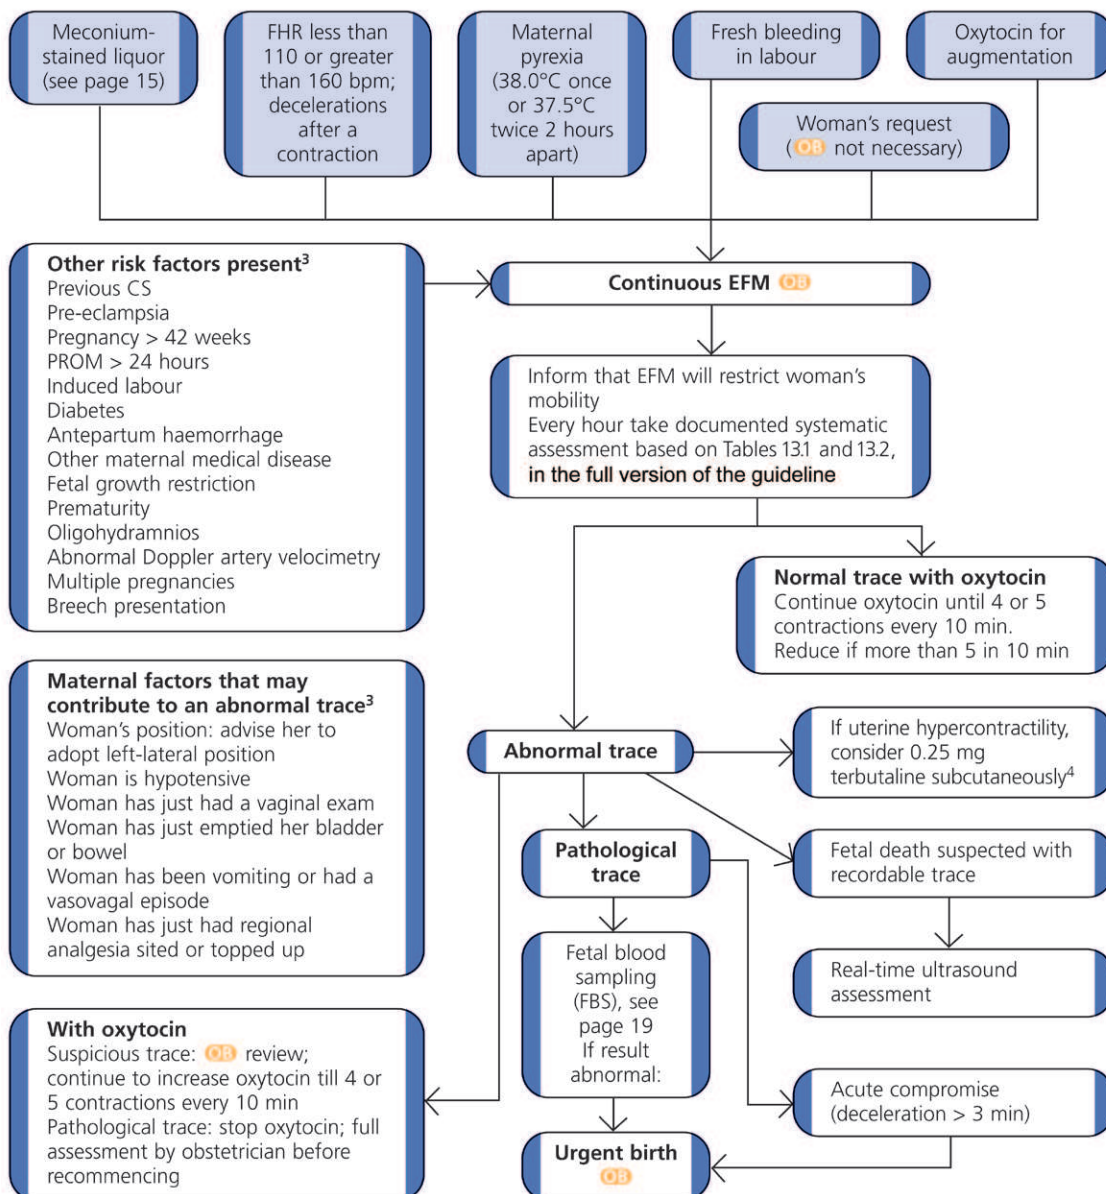 Meconium-
stained liquor
(see page 15)
FHR less than
110 or greater
than 160 bpm;
decelerations
after a
contraction
Maternal
pyrexia
(38.0°C once
or 37.5°C
twice 2 hours
apart)
Fresh bleeding
in labour
Oxytocin for
augmentation
Woman's request
(OB not necessary)
Other risk factors present³
Previous CS
Pre-eclampsia
Pregnancy > 42 weeks
PROM > 24 hours
Induced labour
Diabetes
Antepartum haemorrhage
Other maternal medical disease
Fetal growth restriction
Prematurity
Oligohydramnios
Abnormal Doppler artery velocimetry
Multiple pregnancies
Breech presentation
Continuous EFM OB
Inform that EFM will restrict woman's
mobility
Every hour take documented systematic
assessment based on Tables 13.1 and 13.2,
in the full version of the guideline
Normal trace with oxytocin
Continue oxytocin until 4 or 5
contractions every 10 min.
Reduce if more than 5 in 10 min
Maternal factors that may
contribute to an abnormal trace³
Woman's position: advise her to
adopt left-lateral position
Woman is hypotensive
Woman has just had a vaginal exam
Woman has just emptied her bladder
or bowel
Woman has been vomiting or had a
vasovagal episode
Woman has just had regional
analgesia sited or topped up
Abnormal trace
If uterine hypercontractility,
consider 0.25 mg
terbutaline subcutaneously⁴
Pathological
trace
Fetal death suspected with
recordable trace
Fetal blood
sampling
(FBS), see
page 19
If result
abnormal:
Real-time ultrasound
assessment
With oxytocin
Suspicious trace: OB review;
continue to increase oxytocin till 4 or
5 contractions every 10 min
Pathological trace: stop oxytocin; full
assessment by obstetrician before
recommencing
Acute compromise
(deceleration > 3 min)
Urgent birth
OB